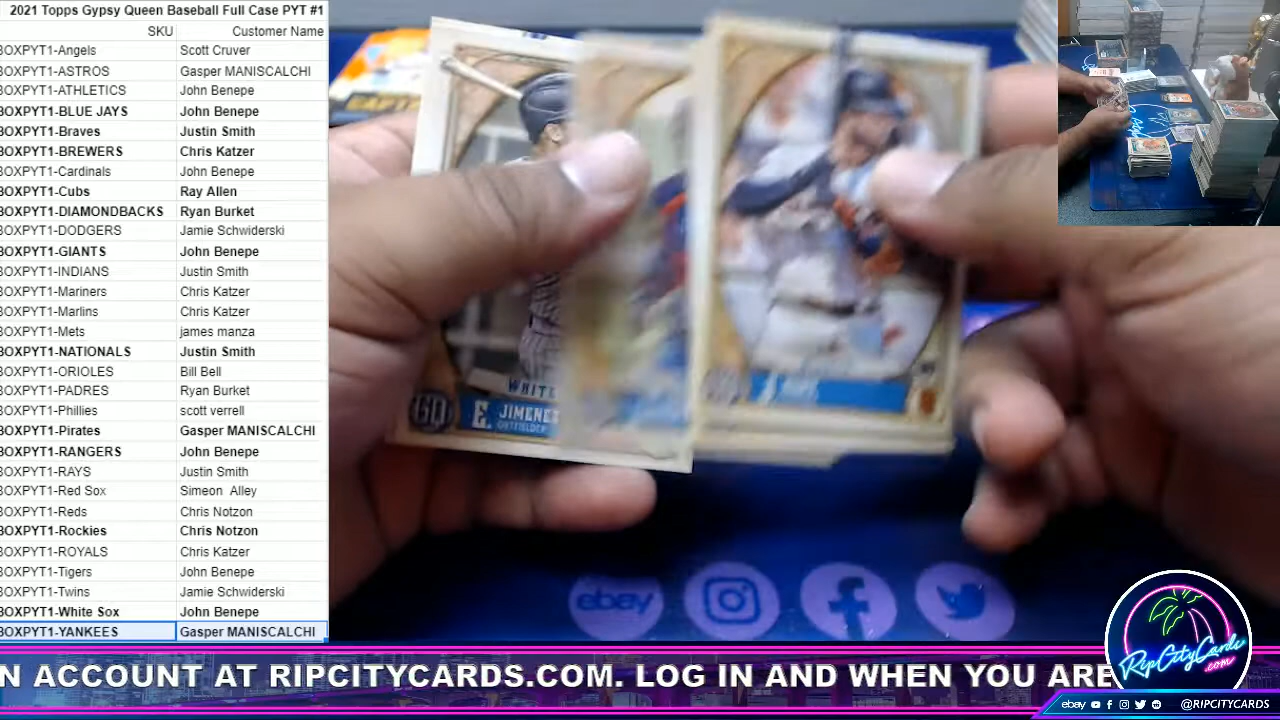 2021 Topps Gypsy Queen Baseball Full Case PYT #1
SKU Customer Name
BOXPYT1-Angels Scott Cruver
BOXPYT1-ASTROS Gasper MANISCALCHI
BOXPYT1-ATHLETICS John Benepe
BOXPYT1-BLUE JAYS John Benepe
BOXPYT1-Braves Justin Smith
BOXPYT1-BREWERS Chris Katzer
BOXPYT1-Cardinals John Benepe
BOXPYT1-Cubs Ray Allen
BOXPYT1-DIAMONDBACKS Ryan Burket
BOXPYT1-DODGERS Jamie Schwiderski
BOXPYT1-GIANTS John Benepe
BOXPYT1-INDIANS Justin Smith
BOXPYT1-Mariners Chris Katzer
BOXPYT1-Marlins Chris Katzer
BOXPYT1-Mets james manza
BOXPYT1-NATIONALS Justin Smith
BOXPYT1-ORIOLES Bill Bell
BOXPYT1-PADRES Ryan Burket
BOXPYT1-Phillies scott verrell
BOXPYT1-Pirates Gasper MANISCALCHI
BOXPYT1-RANGERS John Benepe
BOXPYT1-RAYS Justin Smith
BOXPYT1-Red Sox Simeon Alley
BOXPYT1-Reds Chris Notzon
BOXPYT1-Rockies Chris Notzon
BOXPYT1-ROYALS Chris Katzer
BOXPYT1-Tigers John Benepe
BOXPYT1-Twins Jamie Schwiderski
BOXPYT1-White Sox John Benepe
BOXPYT1-YANKEES Gasper MANISCALCHI
WHITE
GQ E. JIMENEZ
OUTFIELDER
ebay
N ACCOUNT AT RIPCITYCARDS.COM. LOG IN AND WHEN YOU ARE
RipCityCards
.com
ebay @RIPCITYCARDS